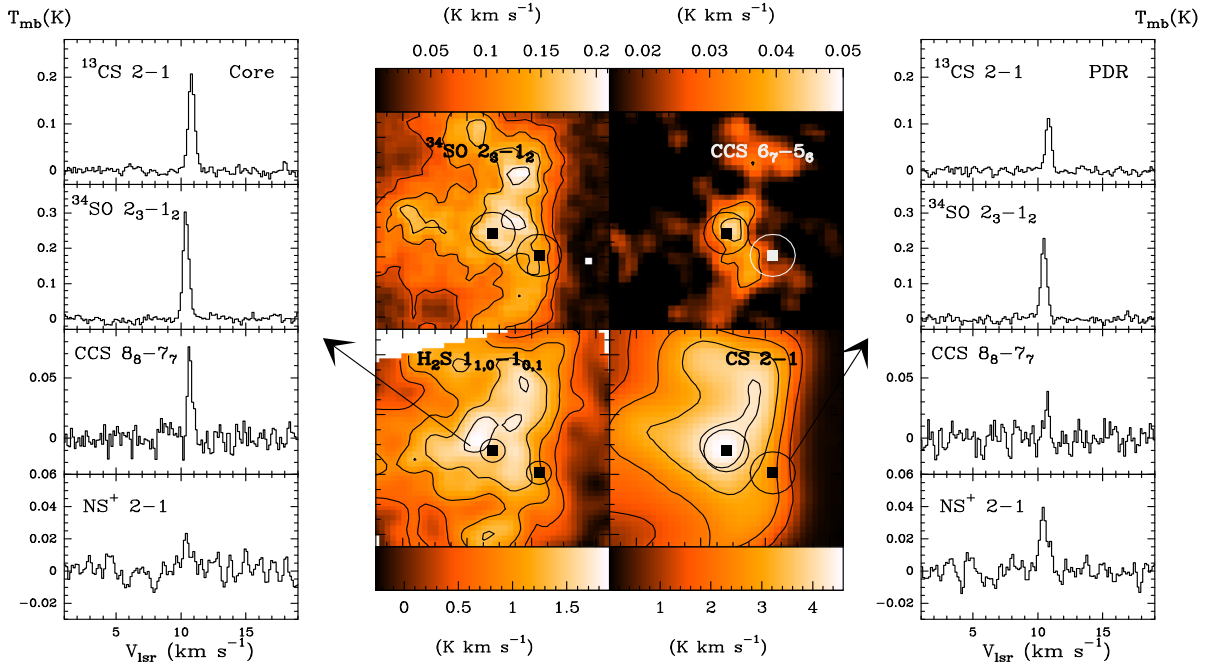 T_mb(K)
¹³CS 2-1 Core
0.2
0.1
0
³⁴SO 2₃-1₂
0.3
0.2
0.1
0
CCS 8₈-7₇
0.05
0
0.06
NS⁺ 2-1
0.04
0.02
0
-0.02
5 10 15
V_lsr (km s⁻¹)
(K km s⁻¹) (K km s⁻¹)
0.05 0.1 0.15 0.2 0.02 0.03 0.04 0.05
³⁴SO 2₃-1₂
CCS 6₇-5₆
H₂S 1₁,₀-1₀,₁
CS 2-1
0 0.5 1 1.5 1 2 3 4
(K km s⁻¹) (K km s⁻¹)
T_mb(K)
¹³CS 2-1 PDR
0.2
0.1
0
³⁴SO 2₃-1₂
0.3
0.2
0.1
0
CCS 8₈-7₇
0.05
0
0.06
NS⁺ 2-1
0.04
0.02
0
-0.02
5 10 15
V_lsr (km s⁻¹)